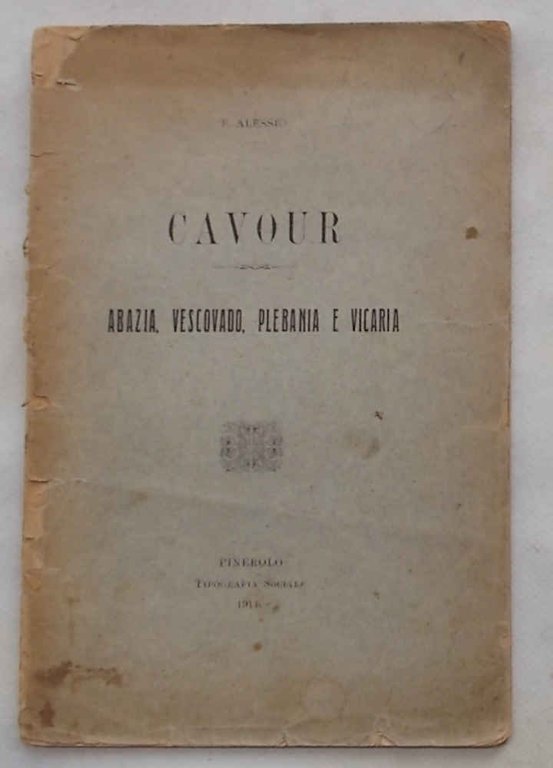 F. ALESSIO
CAVOUR
ABAZIA, VESCOVADO, PLEBANIA E VICARIA
PINEROLO
TIPOGRAFIA SOCIALE